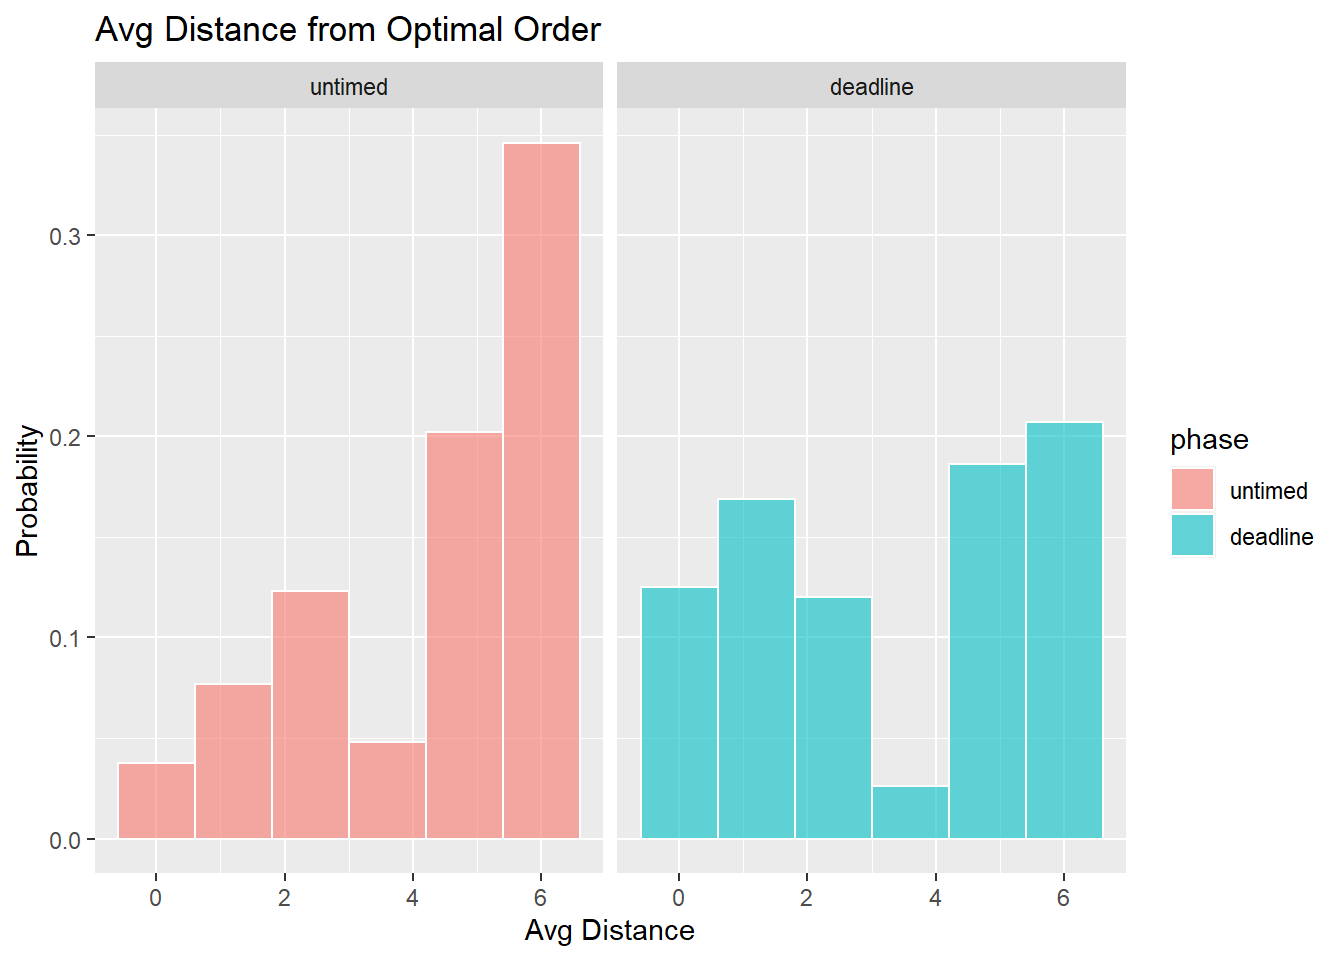 Avg Distance from Optimal Order
untimed
deadline
0.3
0.2
0.1
0.0
Probability
0 2 4 6
0 2 4 6
Avg Distance
phase
untimed
deadline